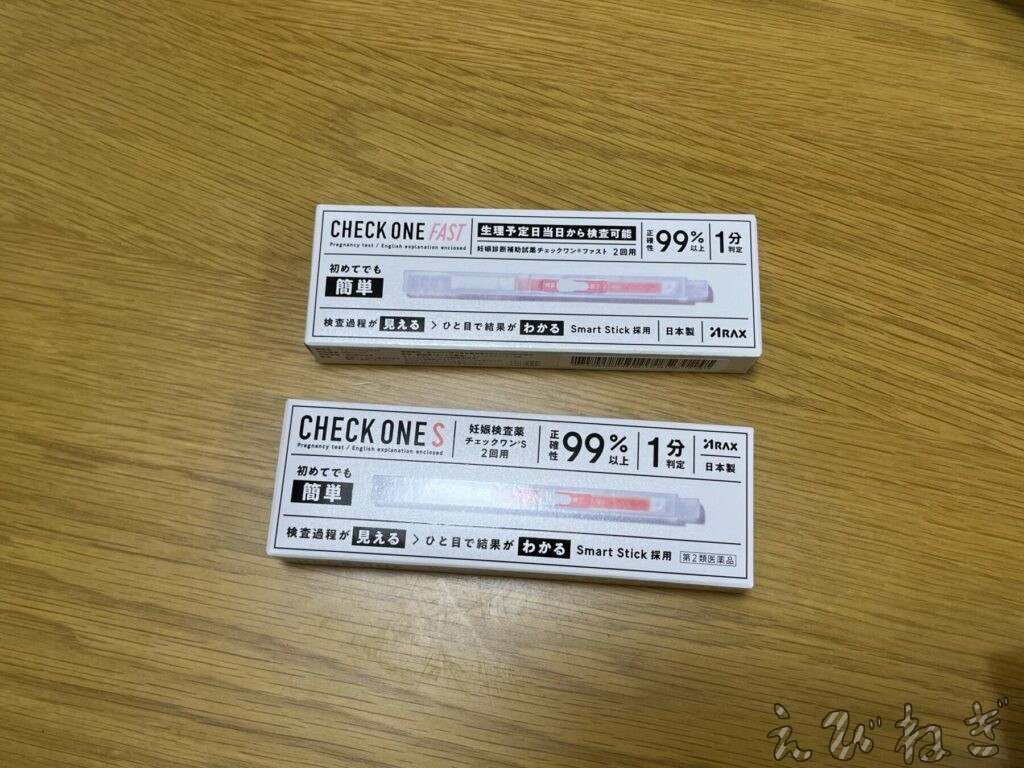 CHECK ONE FAST
Pregnancy test / English explanation enclosed
生理予定日当日から検査可能
妊娠診断補助試薬チェックワン®ファスト 2回用
正確性 99%以上
1分判定
初めてでも
簡単
検査過程が 見える > ひと目で結果が わかる Smart Stick 採用
日本製
ARAX
CHECK ONE S
Pregnancy test / English explanation enclosed
妊娠検査薬
チェックワン®S
2回用
正確性 99%以上
1分判定
ARAX
日本製
初めてでも
簡単
検査過程が 見える > ひと目で結果が わかる Smart Stick 採用
第2類医薬品
えびねぎ